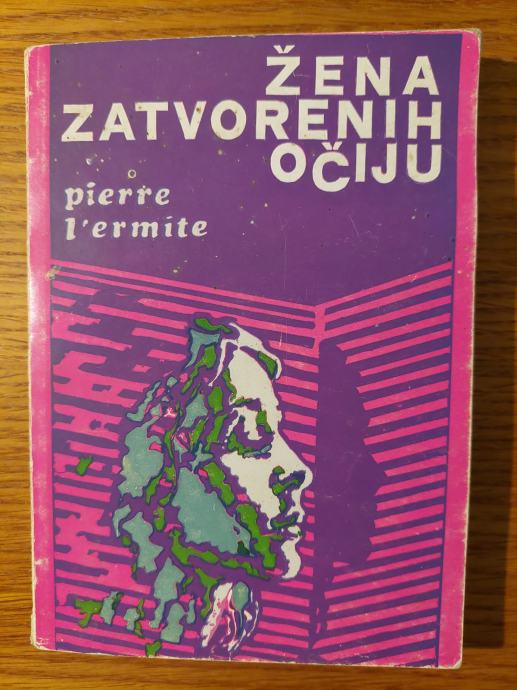 ŽENA
ZATVORENIH
OČIJU
pierre
l'ermite